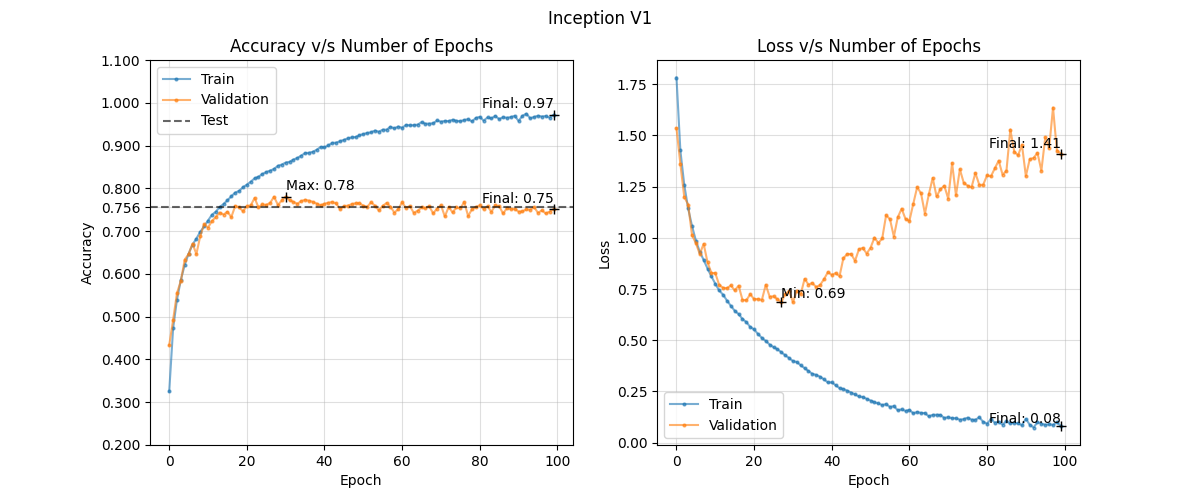 Inception V1
Accuracy v/s Number of Epochs
1.100
1.000
0.900
0.800
0.756
0.700
0.600
0.500
0.400
0.300
0.200
Accuracy
Train
Validation
Test
Final: 0.97
Max: 0.78
Final: 0.75
0 20 40 60 80 100
Epoch
Loss v/s Number of Epochs
1.75
1.50
1.25
1.00
0.75
0.50
0.25
0.00
Loss
Final: 1.41
Min: 0.69
Final: 0.08
Train
Validation
0 20 40 60 80 100
Epoch